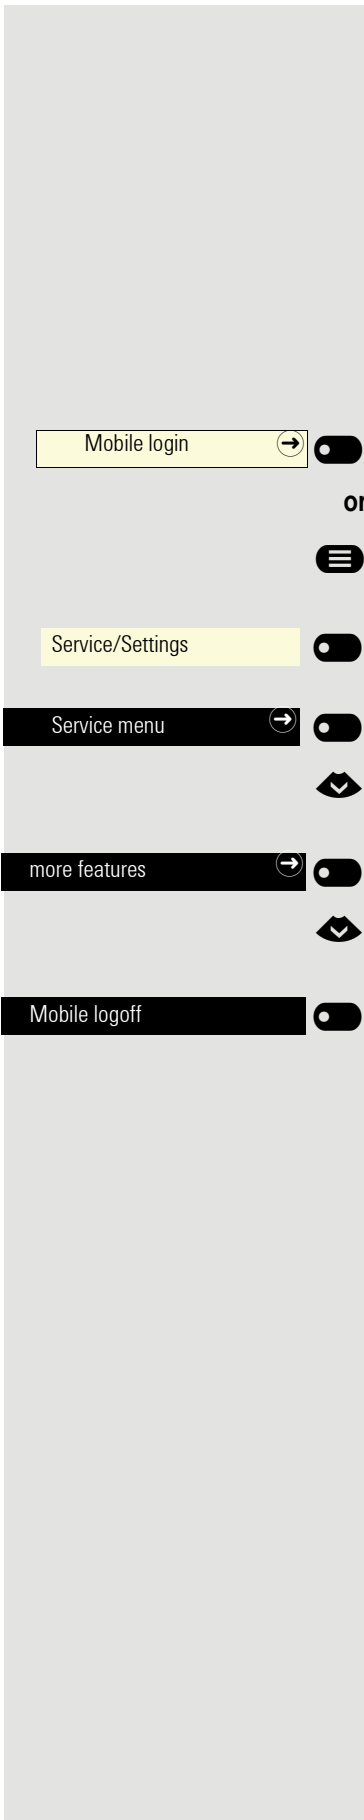 Mobile login
or
Service/Settings
Service menu
more features
Mobile logoff